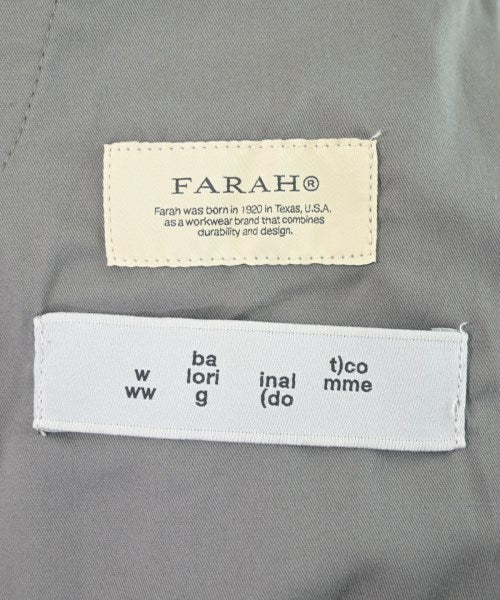 FARAH®
Farah was born in 1920 in Texas, U.S.A.
as a workwear brand that combines
durability and design.
w
ww
ba
lori
g
inal
(do
t)co
mme